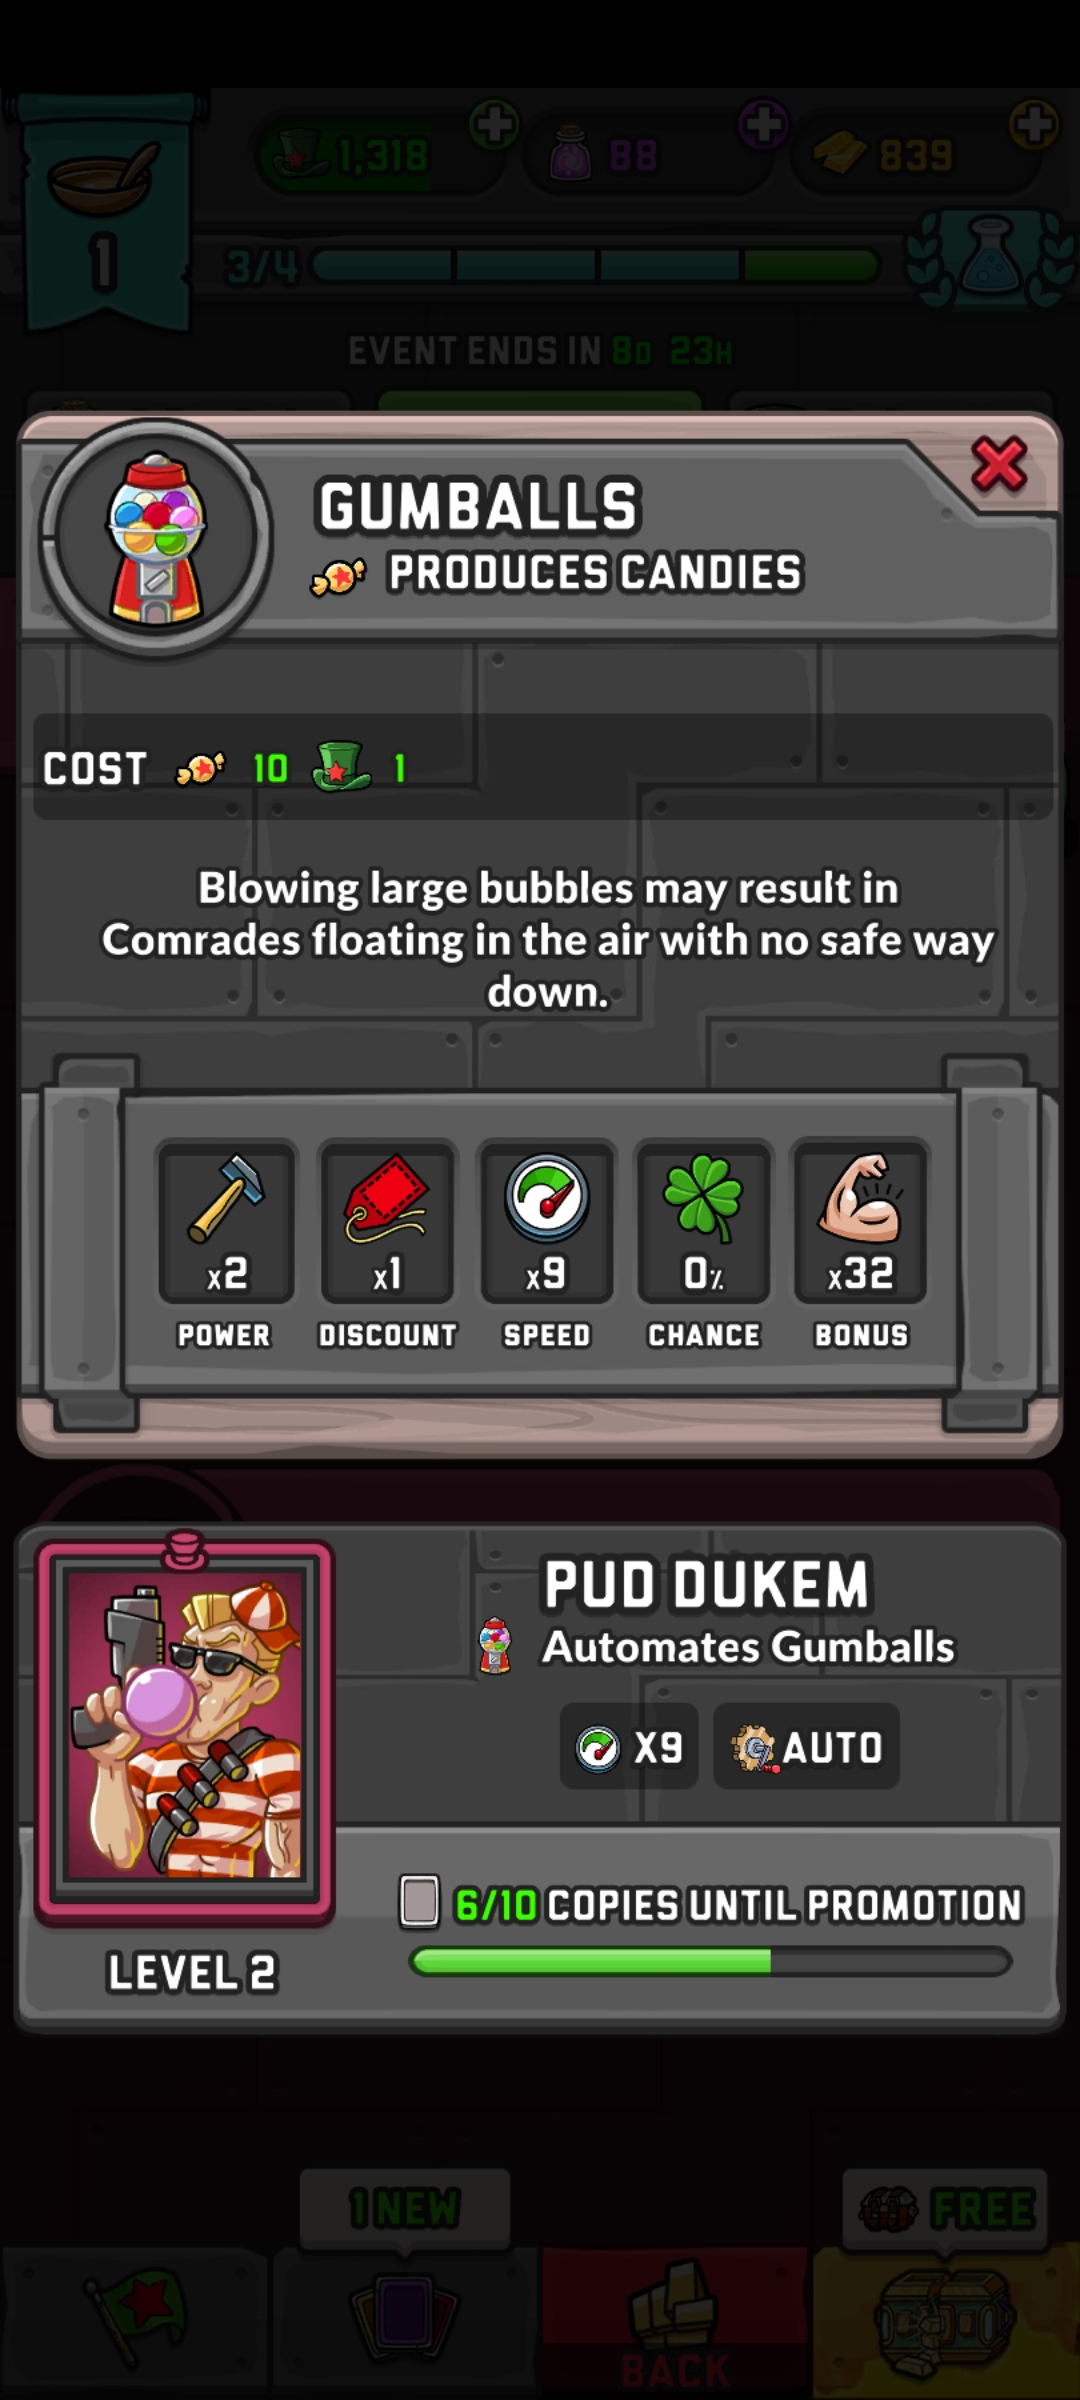 1,318
88
839
1
3/4
EVENT ENDS IN 8D 23H
GUMBALLS
PRODUCES CANDIES
COST 10 1
Blowing large bubbles may result in
Comrades floating in the air with no safe way
down.
x2 x1 x9 0% x32
POWER DISCOUNT SPEED CHANCE BONUS
PUD DUKEM
Automates Gumballs
X9 AUTO
6/10 COPIES UNTIL PROMOTION
LEVEL 2
1 NEW
FREE
BACK